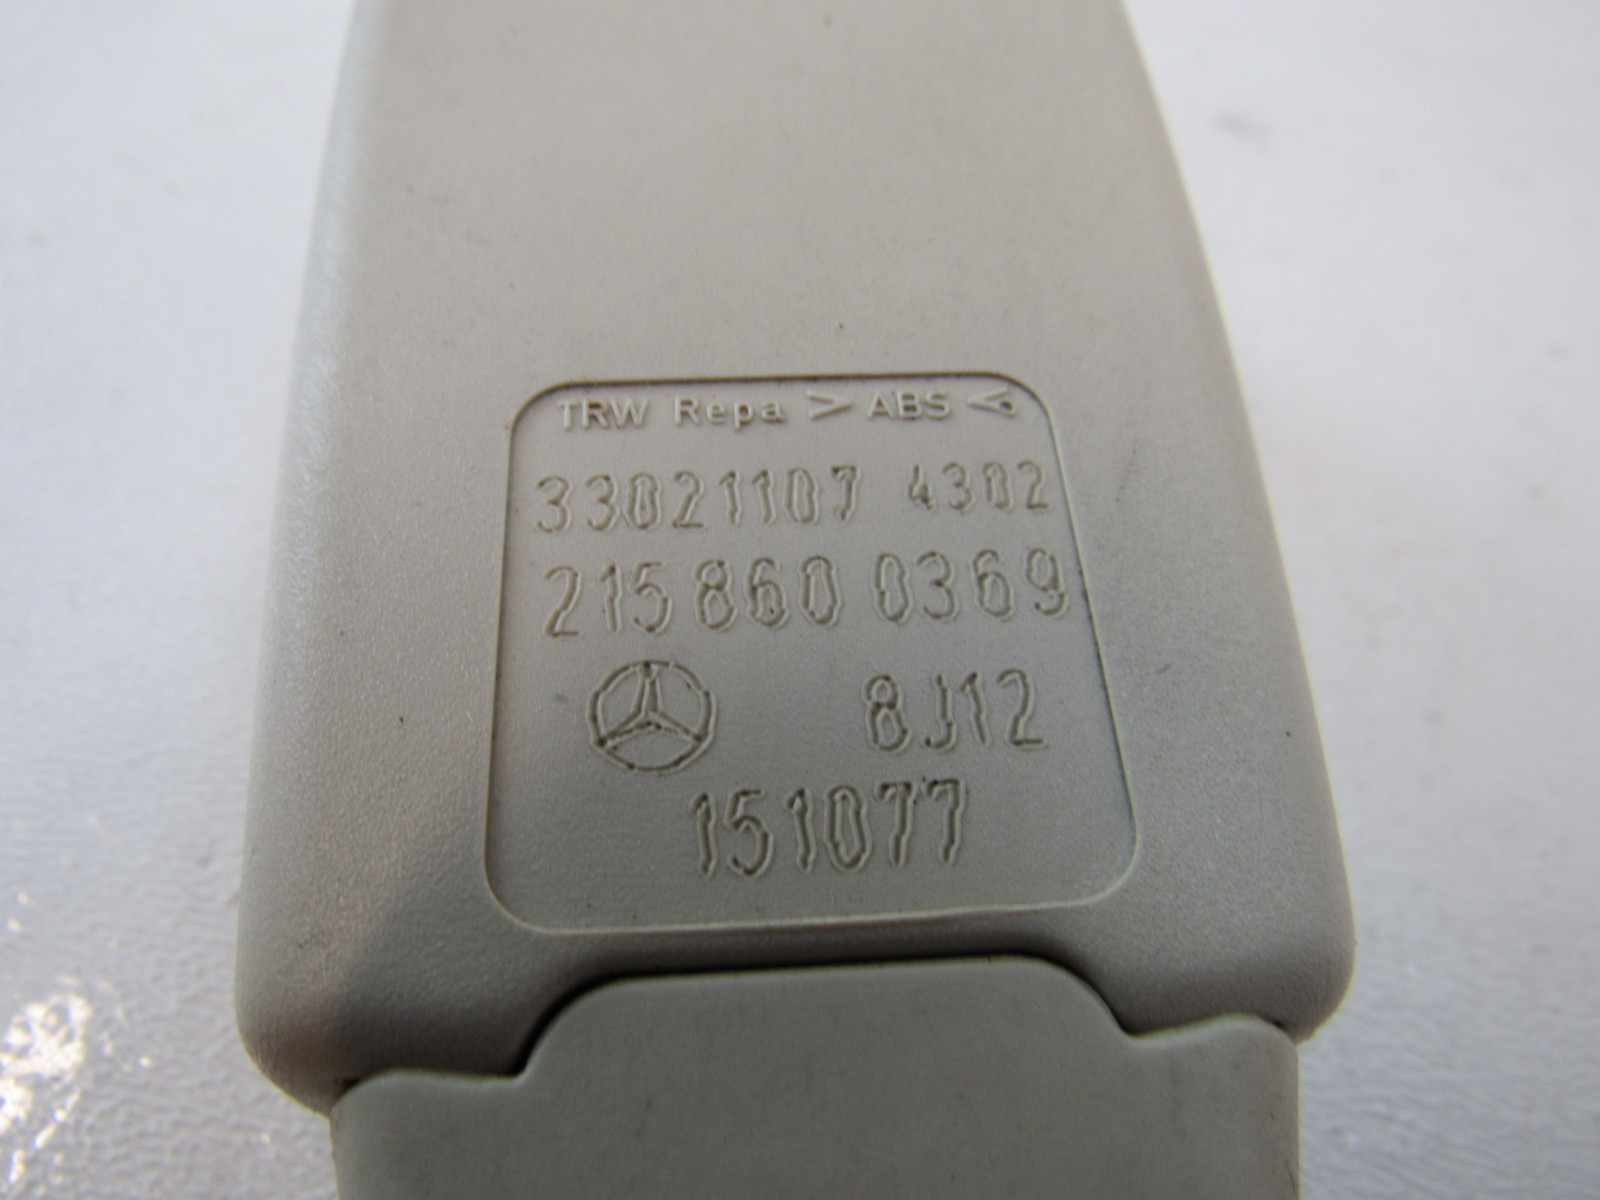 TRW Repa > ABS <
33021107 4302
215 860 0369
8J12
151077